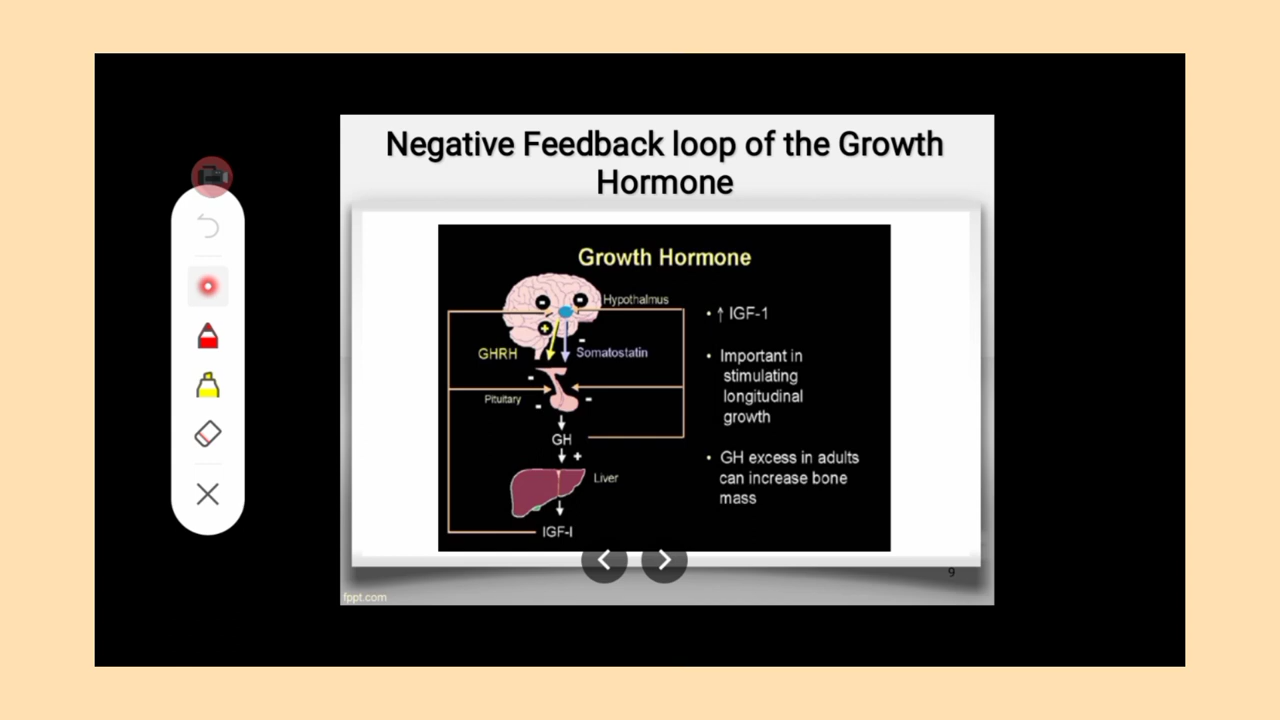 Negative Feedback loop of the Growth
Hormone
Growth Hormone
Hypothalmus
GHRH
Somatostatin
Pituitary
GH
Liver
IGF-I
• ↑ IGF-1
• Important in
stimulating
longitudinal
growth
• GH excess in adults
can increase bone
mass
9
fppt.com